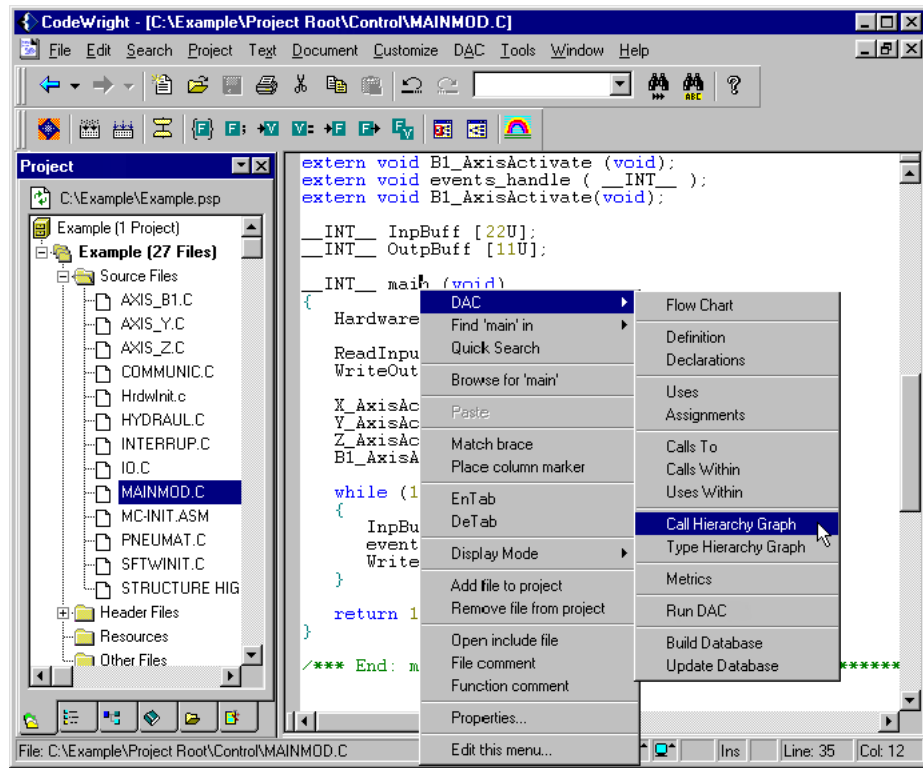 CodeWright - [C:\Example\Project Root\Control\MAINMOD.C]
File Edit Search Project Text Document Customize DAC Tools Window Help
ABC
Project
C:\Example\Example.psp
Example (1 Project)
Example (27 Files)
Source Files
AXIS_B1.C
AXIS_Y.C
AXIS_Z.C
COMMUNIC.C
HrdwInit.c
HYDRAUL.C
INTERRUP.C
IO.C
MAINMOD.C
MC-INIT.ASM
PNEUMAT.C
SFTWINIT.C
STRUCTURE HIG
Header Files
Resources
Other Files
extern void B1_AxisActivate (void);
extern void events_handle ( __INT__ );
extern void B1_AxisActivate(void);
__INT__ InpBuff [22U];
__INT__ OutpBuff [11U];
__INT__ main (void)
{
Hardware
ReadInpu
WriteOut
X_AxisAc
Y_AxisAc
Z_AxisAc
B1_AxisA
while (1
{
InpBu
event
Write
}
return 1
}
/*** End: m ******
DAC
Find 'main' in
Quick Search
Browse for 'main'
Paste
Match brace
Place column marker
EnTab
DeTab
Display Mode
Add file to project
Remove file from project
Open include file
File comment
Function comment
Properties...
Edit this menu...
Flow Chart
Definition
Declarations
Uses
Assignments
Calls To
Calls Within
Uses Within
Call Hierarchy Graph
Type Hierarchy Graph
Metrics
Run DAC
Build Database
Update Database
File: C:\Example\Project Root\Control\MAINMOD.C Ins Line: 35 Col: 12